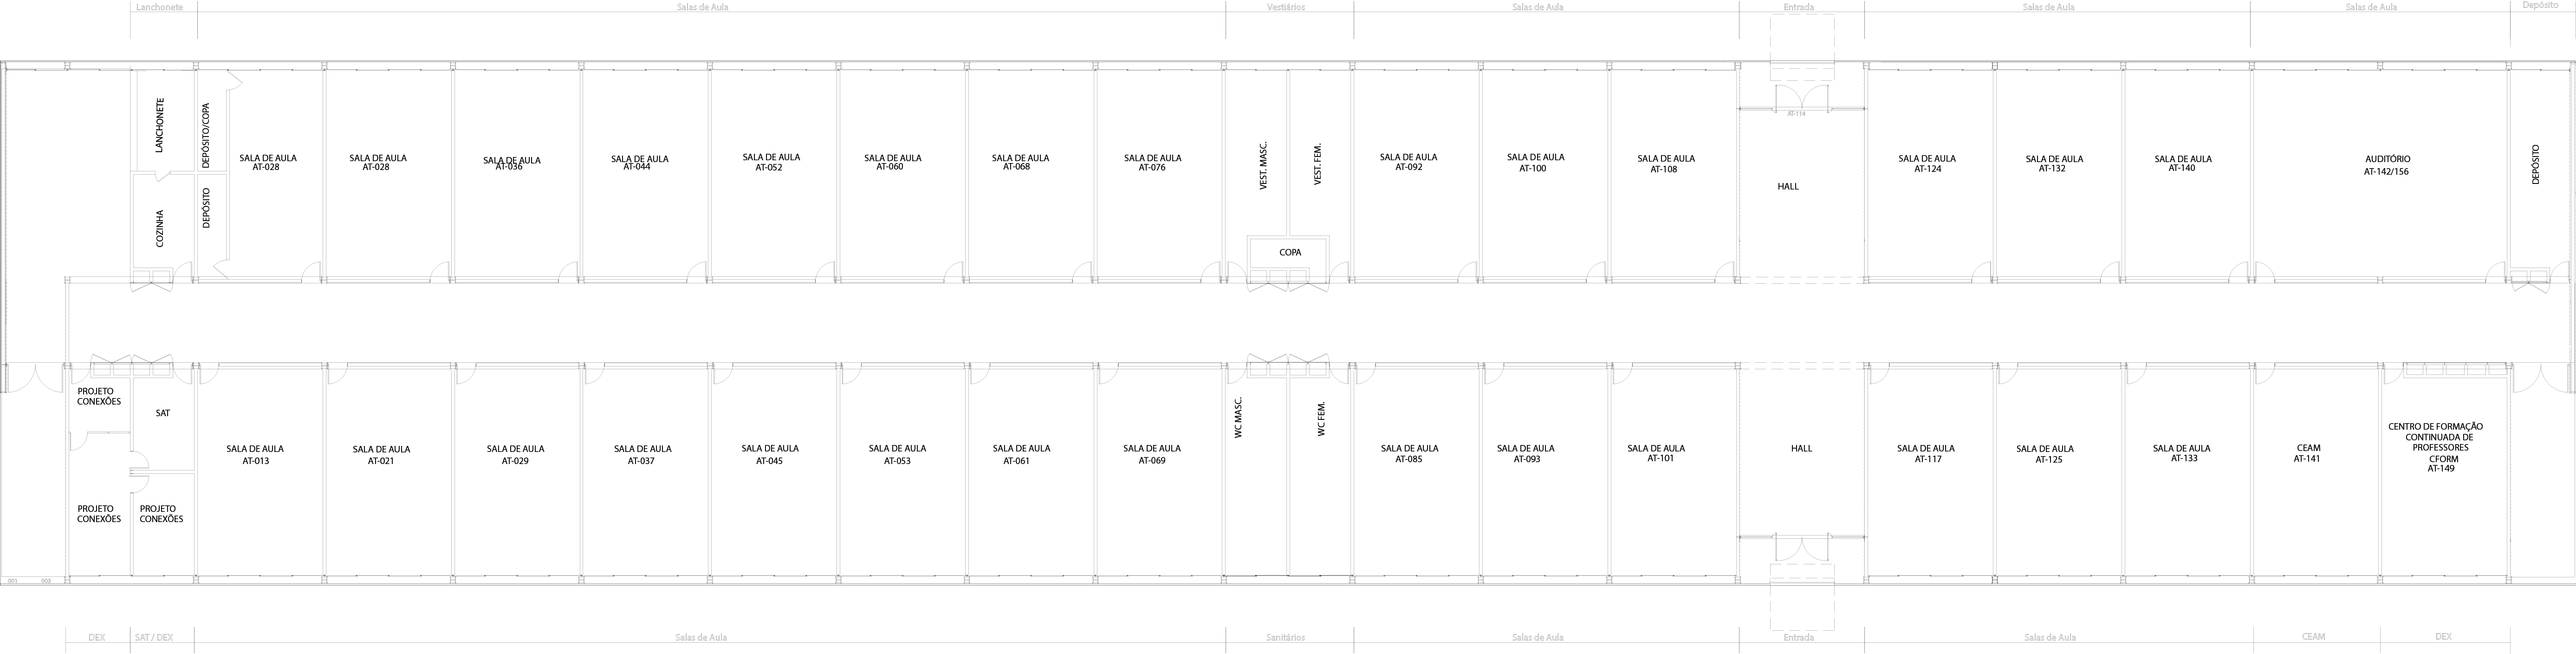 Lanchonete
Salas de Aula
Vestiários
Salas de Aula
Entrada
Salas de Aula
Salas de Aula
Depósito
LANCHONETE
DEPÓSITO/COPA
COZINHA
DEPÓSITO
SALA DE AULA
AT-028
SALA DE AULA
AT-028
SALA DE AULA
AT-036
SALA DE AULA
AT-044
SALA DE AULA
AT-052
SALA DE AULA
AT-060
SALA DE AULA
AT-068
SALA DE AULA
AT-076
VEST. MASC.
VEST. FEM.
COPA
SALA DE AULA
AT-092
SALA DE AULA
AT-100
SALA DE AULA
AT-108
AT-114
HALL
SALA DE AULA
AT-124
SALA DE AULA
AT-132
SALA DE AULA
AT-140
AUDITÓRIO
AT-142/156
DEPÓSITO
PROJETO
CONEXÕES
SAT
PROJETO
CONEXÕES
PROJETO
CONEXÕES
SALA DE AULA
AT-013
SALA DE AULA
AT-021
SALA DE AULA
AT-029
SALA DE AULA
AT-037
SALA DE AULA
AT-045
SALA DE AULA
AT-053
SALA DE AULA
AT-061
SALA DE AULA
AT-069
WC MASC.
WC FEM.
SALA DE AULA
AT-085
SALA DE AULA
AT-093
SALA DE AULA
AT-101
HALL
SALA DE AULA
AT-117
SALA DE AULA
AT-125
SALA DE AULA
AT-133
CEAM
AT-141
CENTRO DE FORMAÇÃO
CONTINUADA DE
PROFESSORES
CFORM
AT-149
001
003
DEX
SAT / DEX
Salas de Aula
Sanitários
Salas de Aula
Entrada
Salas de Aula
CEAM
DEX